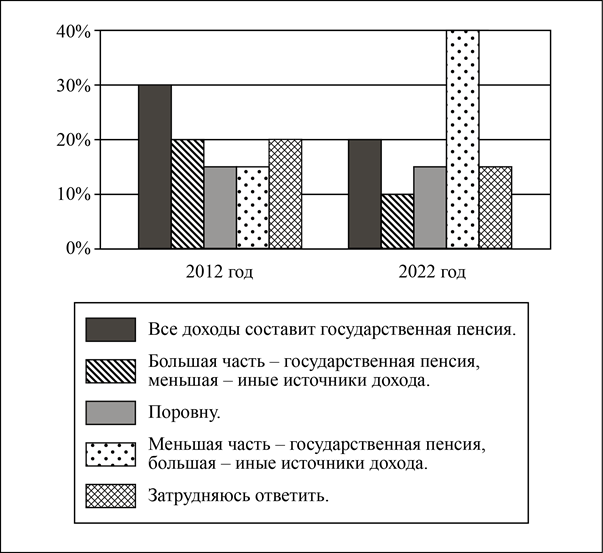 40%
30%
20%
10%
0%
2012 год
2022 год
Все доходы составит государственная пенсия.
Большая часть – государственная пенсия,
меньшая – иные источники дохода.
Поровну.
Меньшая часть – государственная пенсия,
большая – иные источники дохода.
Затрудняюсь ответить.